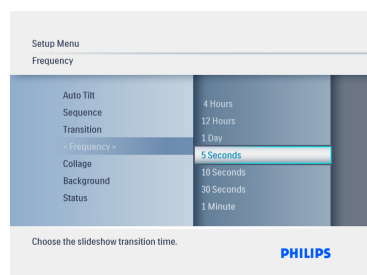 Setup Menu
Frequency
Auto Tilt
Sequence
Transition
< Frequency >
Collage
Background
Status
4 Hours
12 Hours
1 Day
5 Seconds
10 Seconds
30 Seconds
1 Minute
Choose the slideshow transition time.
PHILIPS